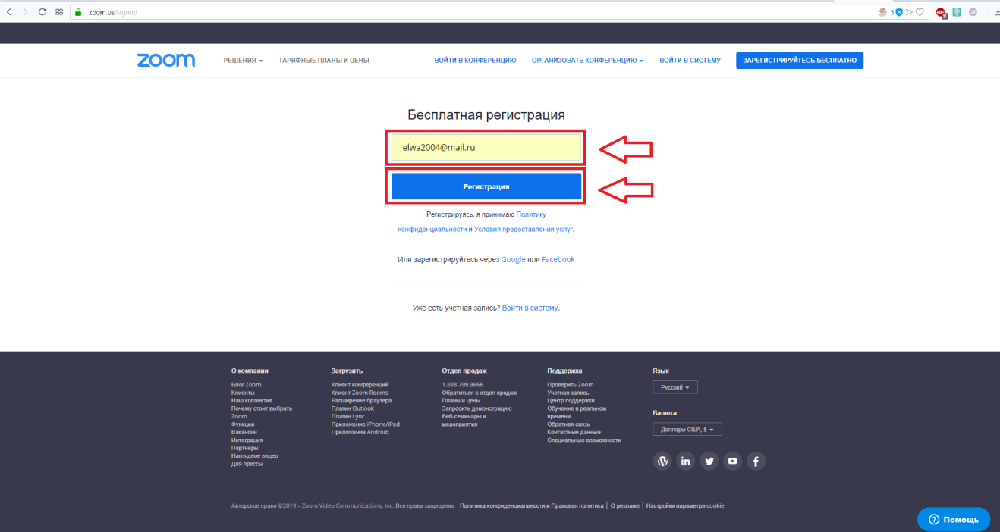 zoom.us/signup
5
ABP
9
zoom
РЕШЕНИЯ
ТАРИФНЫЕ ПЛАНЫ И ЦЕНЫ
ВОЙТИ В КОНФЕРЕНЦИЮ
ОРГАНИЗОВАТЬ КОНФЕРЕНЦИЮ
ВОЙТИ В СИСТЕМУ
ЗАРЕГИСТРИРУЙТЕСЬ БЕСПЛАТНО
Бесплатная регистрация
elwa2004@mail.ru
Регистрация
Регистрируясь, я принимаю Политику
конфиденциальности и Условия предоставления услуг.
Или зарегистрируйтесь через Google или Facebook
Уже есть учетная запись? Войти в систему.
О компании
Блог Zoom
Клиенты
Наш коллектив
Почему стоит выбрать
Zoom
Функции
Вакансии
Интеграция
Партнеры
Наглядное видео
Для прессы
Загрузить
Клиент конференций
Клиент Zoom Rooms
Расширение браузера
Плагин Outlook
Плагин Lync
Приложение iPhone/iPad
Приложение Android
Отдел продаж
1.888.799.9666
Обратиться в отдел продаж
Планы и цены
Запросить демонстрацию
Веб-семинары и
мероприятия
Поддержка
Проверить Zoom
Учетная запись
Центр поддержки
Обучение в реальном
времени
Обратная связь
Контактные данные
Специальные возможности
Язык
Русский
Валюта
Доллары США, $
Авторское право ©2019 – Zoom Video Communications, Inc. Все права защищены. Политика конфиденциальности и Правовая политика | О рекламе | Настройки параметра cookie
Помощь